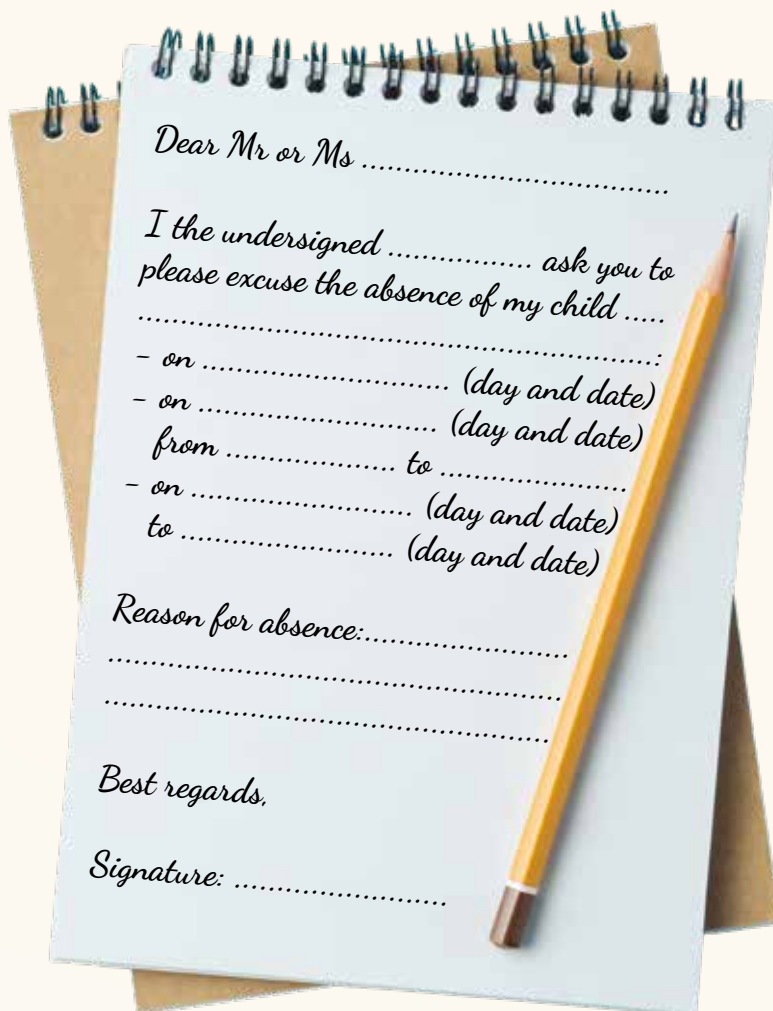 Dear Mr or Ms ..................................
I the undersigned ................ ask you to
please excuse the absence of my child .....
..........................................................:
- on ........................... (day and date)
- on .......................... (day and date)
from ................... to .....................
- on ........................ (day and date)
to ....................... (day and date)
Reason for absence:.......................
..................................................
.................................................
Best regards,
Signature: .......................